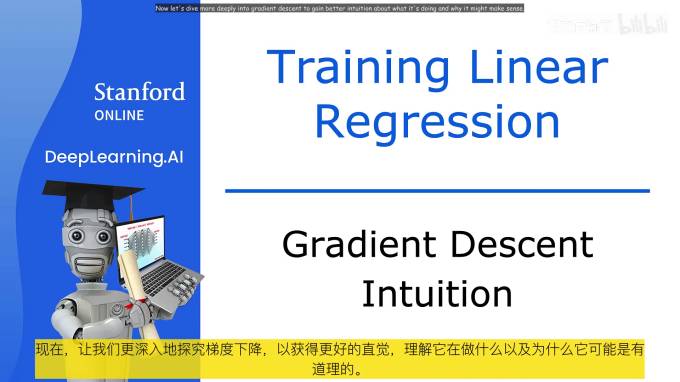 Now let's dive more deeply into gradient descent to gain better intuition about what it's doing and why it might make sense.
bilibili
Stanford
ONLINE
DeepLearning.AI
Training Linear
Regression
Gradient Descent
Intuition
现在，让我们更深入地探究梯度下降，以获得更好的直觉，理解它在做什么以及为什么它可能是有
道理的。